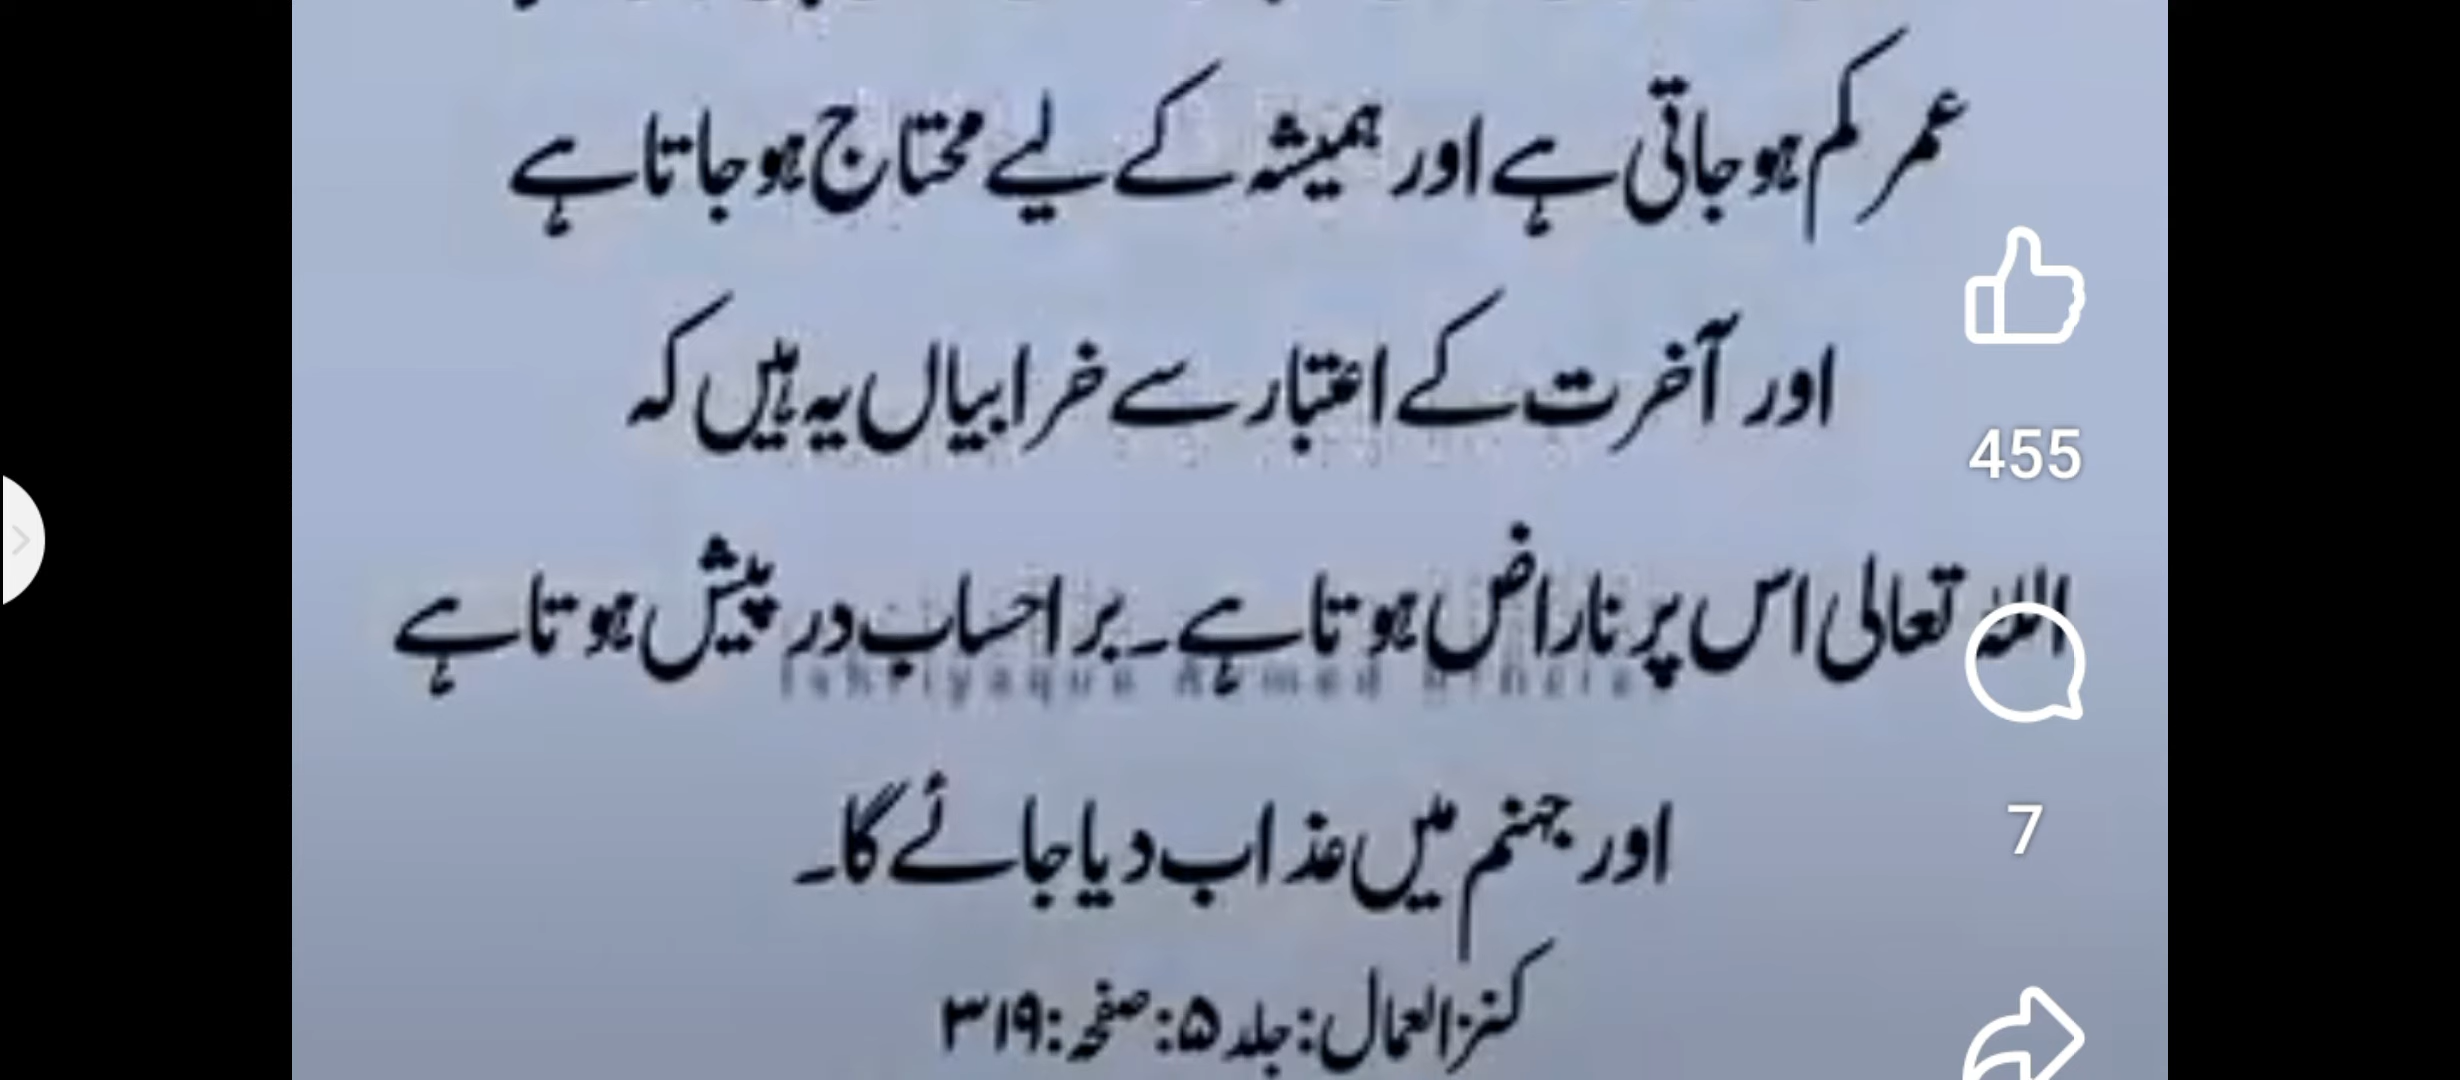 عمر کم ہو جاتی ہے اور ہمیشہ کے لیے محتاج ہو جاتا ہے
اور آخرت کے اعتبار سے خرابیاں یہ ہیں کہ
اللہ تعالی اس پر ناراض ہوتا ہے۔ برا حساب در پیش ہوتا ہے
اور جہنم میں عذاب دیا جائے گا۔
کنز العمال: جلد ۵: صفحہ: ۳۱۹
455
7